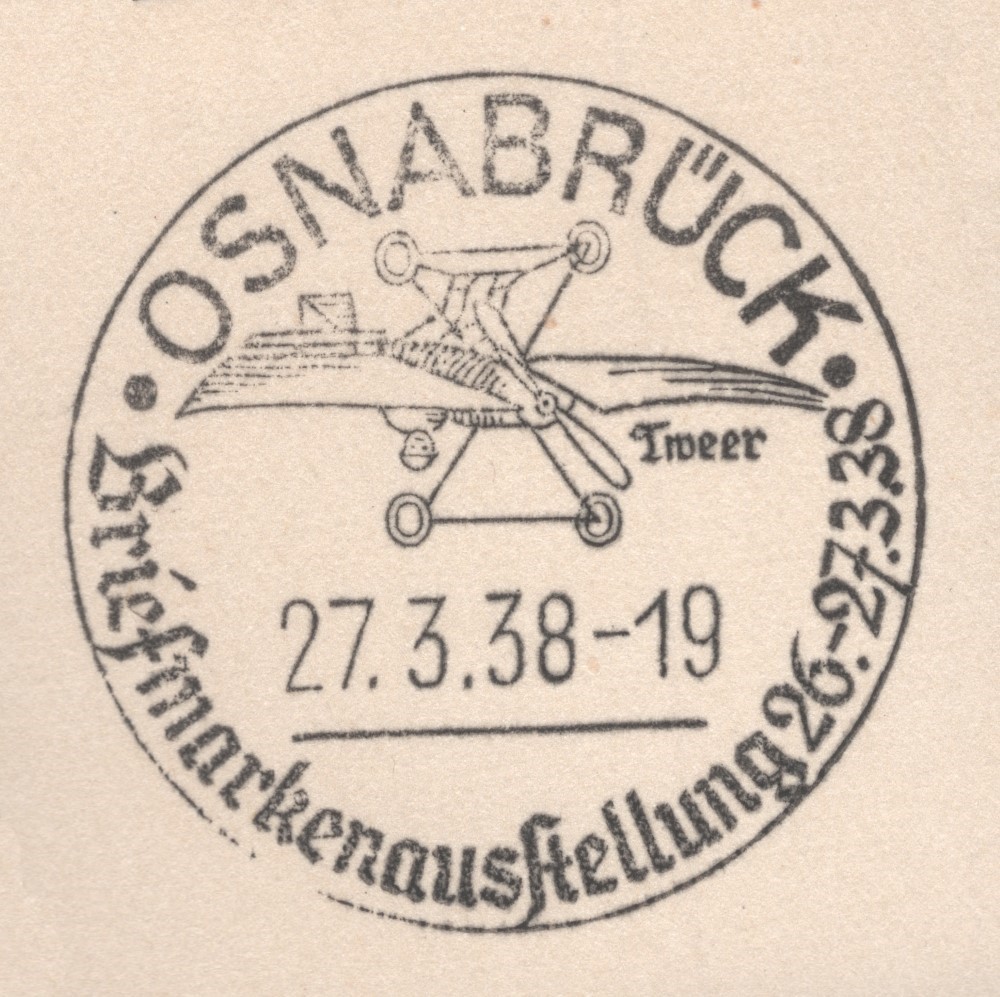 OSNABRÜCK
Tweer
27.3.38-19
Briefmarkenausstellung 26.-27.3.38